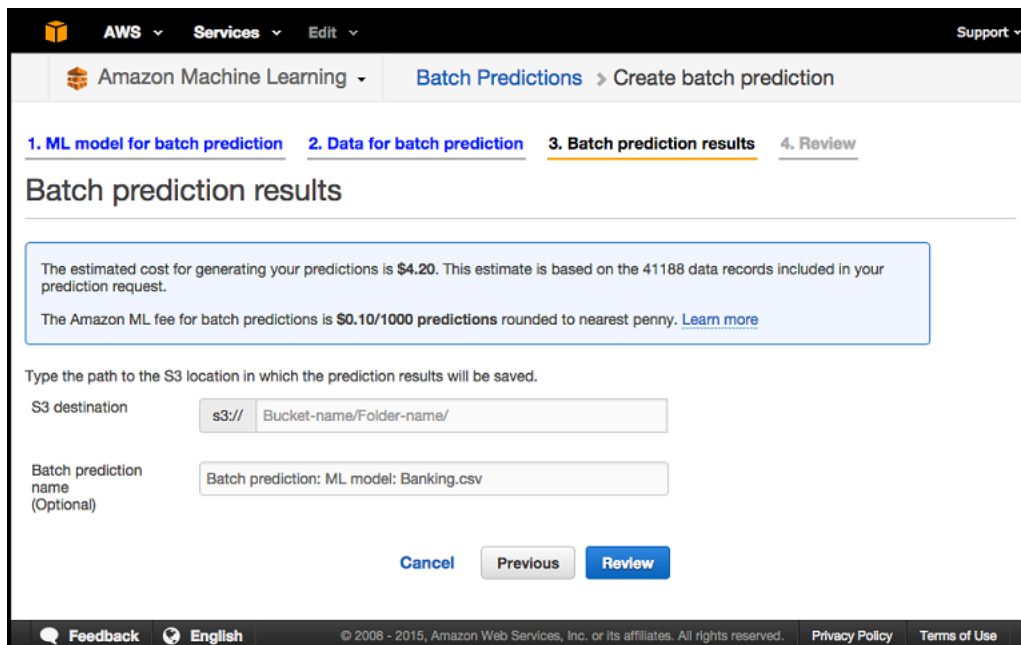 AWS Services Edit Support
Amazon Machine Learning Batch Predictions > Create batch prediction
1. ML model for batch prediction 2. Data for batch prediction 3. Batch prediction results 4. Review
Batch prediction results
The estimated cost for generating your predictions is $4.20. This estimate is based on the 41188 data records included in your
prediction request.
The Amazon ML fee for batch predictions is $0.10/1000 predictions rounded to nearest penny. Learn more
Type the path to the S3 location in which the prediction results will be saved.
S3 destination s3:// Bucket-name/Folder-name/
Batch prediction
name
(Optional)
Batch prediction: ML model: Banking.csv
Cancel Previous Review
Feedback English © 2008 - 2015, Amazon Web Services, Inc. or its affiliates. All rights reserved. Privacy Policy Terms of Use